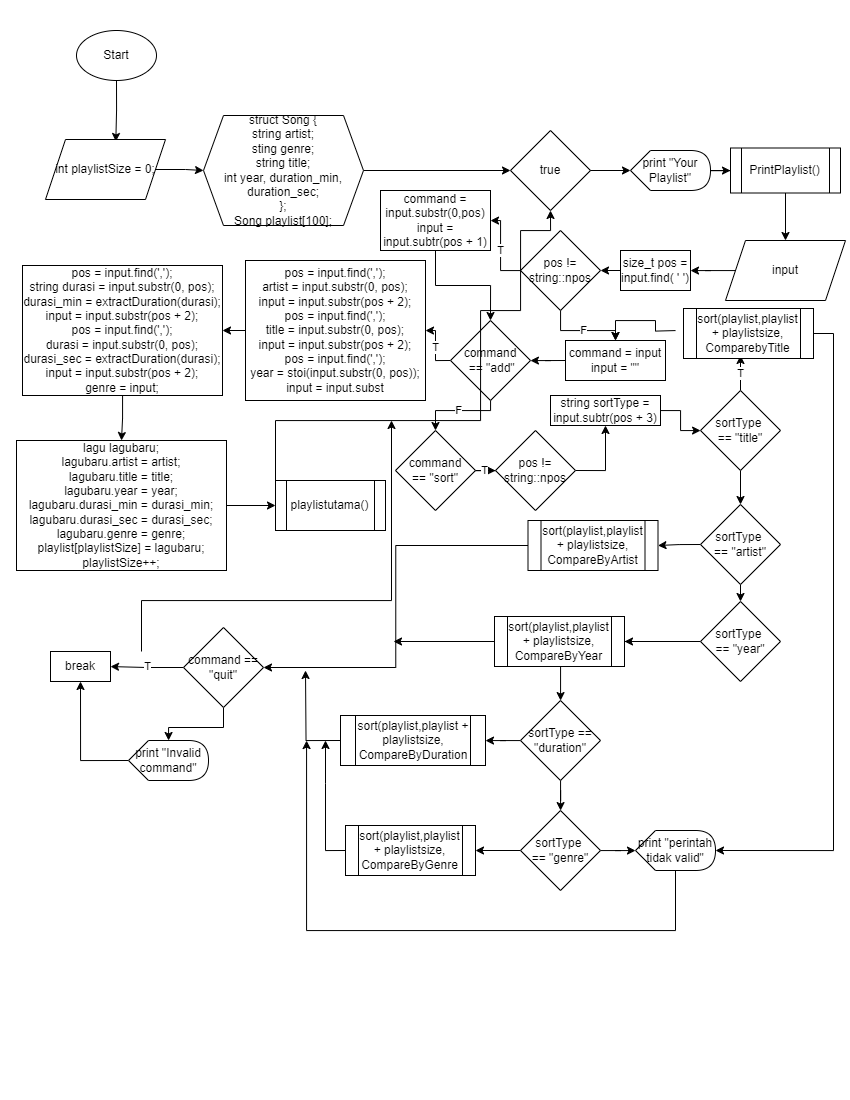 Start
int playlistSize = 0;
struct Song {
string artist;
sting genre;
string title;
int year, duration_min,
duration_sec;
};
Song playlist[100];
true
print "Your
Playlist"
PrintPlaylist()
input
size_t pos =
input.find( ' ')
pos !=
string::npos
T
command =
input.substr(0,pos)
input =
input.subtr(pos + 1)
F
command = input
input = ""
command
== "add"
T
pos = input.find(',');
artist = input.substr(0, pos);
input = input.substr(pos + 2);
pos = input.find(',');
title = input.substr(0, pos);
input = input.substr(pos + 2);
pos = input.find(',');
year = stoi(input.substr(0, pos));
input = input.subst
pos = input.find(',');
string durasi = input.substr(0, pos);
durasi_min = extractDuration(durasi);
input = input.substr(pos + 2);
pos = input.find(',');
durasi = input.substr(0, pos);
durasi_sec = extractDuration(durasi);
input = input.substr(pos + 2);
genre = input;
lagu lagubaru;
lagubaru.artist = artist;
lagubaru.title = title;
lagubaru.year = year;
lagubaru.durasi_min = durasi_min;
lagubaru.durasi_sec = durasi_sec;
lagubaru.genre = genre;
playlist[playlistSize] = lagubaru;
playlistSize++;
playlistutama()
F
command
== "sort"
T
pos !=
string::npos
string sortType =
input.subtr(pos + 3)
sortType
== "title"
T
sort(playlist,playlist
+ playlistsize,
ComparebyTitle
sortType
== "artist"
sort(playlist,playlist
+ playlistsize,
CompareByArtist
sortType
== "year"
sort(playlist,playlist
+ playlistsize,
CompareByYear
sortType ==
"duration"
sort(playlist,playlist +
playlistsize,
CompareByDuration
sortType
== "genre"
sort(playlist,playlist
+ playlistsize,
CompareByGenre
print "perintah
tidak valid"
command ==
"quit"
T
break
print "Invalid
command"